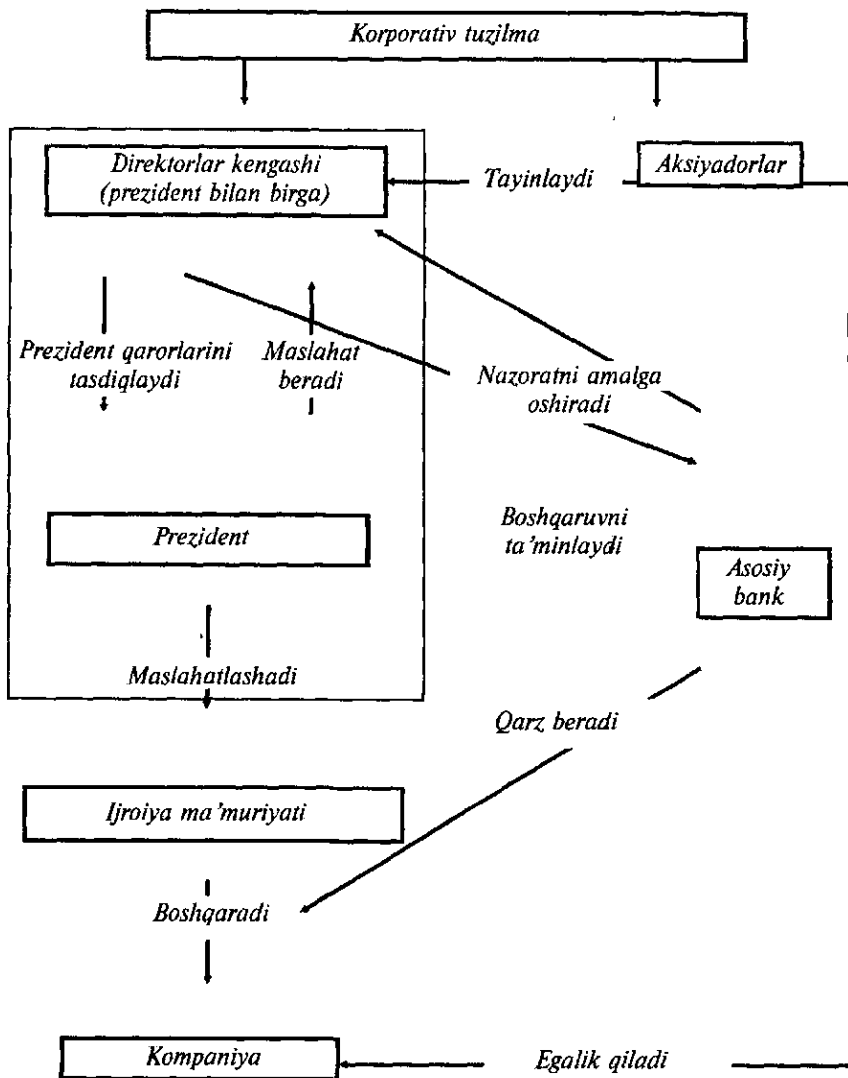 Korporativ tuzilma
Direktorlar kengashi
(prezident bilan birga)
Tayinlaydi
Aksiyadorlar
Prezident qarorlarini
tasdiqlaydi
Maslahat
beradi
Nazoratni amalga
oshiradi
Prezident
Boshqaruvni
ta’minlaydi
Asosiy
bank
Maslahatlashadi
Qarz beradi
Ijroiya ma’muriyati
Boshqaradi
Kompaniya
Egalik qiladi